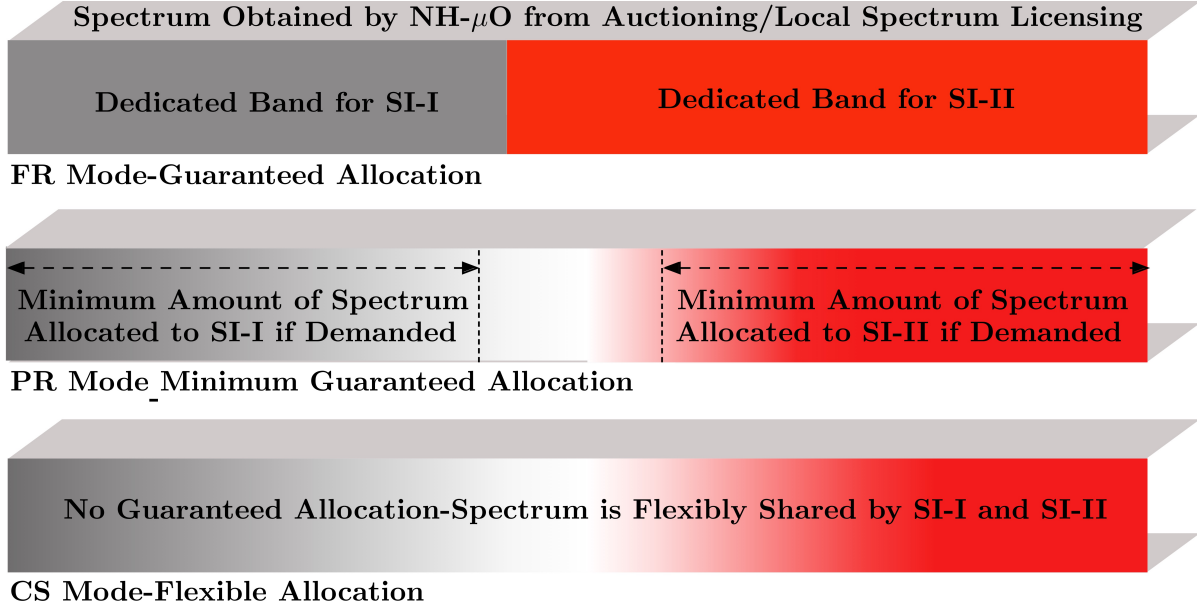 Spectrum Obtained by NH-μO from Auctioning/Local Spectrum Licensing
Dedicated Band for SI-I
Dedicated Band for SI-II
FR Mode-Guaranteed Allocation
Minimum Amount of Spectrum
Allocated to SI-I if Demanded
Minimum Amount of Spectrum
Allocated to SI-II if Demanded
PR Mode_Minimum Guaranteed Allocation
No Guaranteed Allocation-Spectrum is Flexibly Shared by SI-I and SI-II
CS Mode-Flexible Allocation